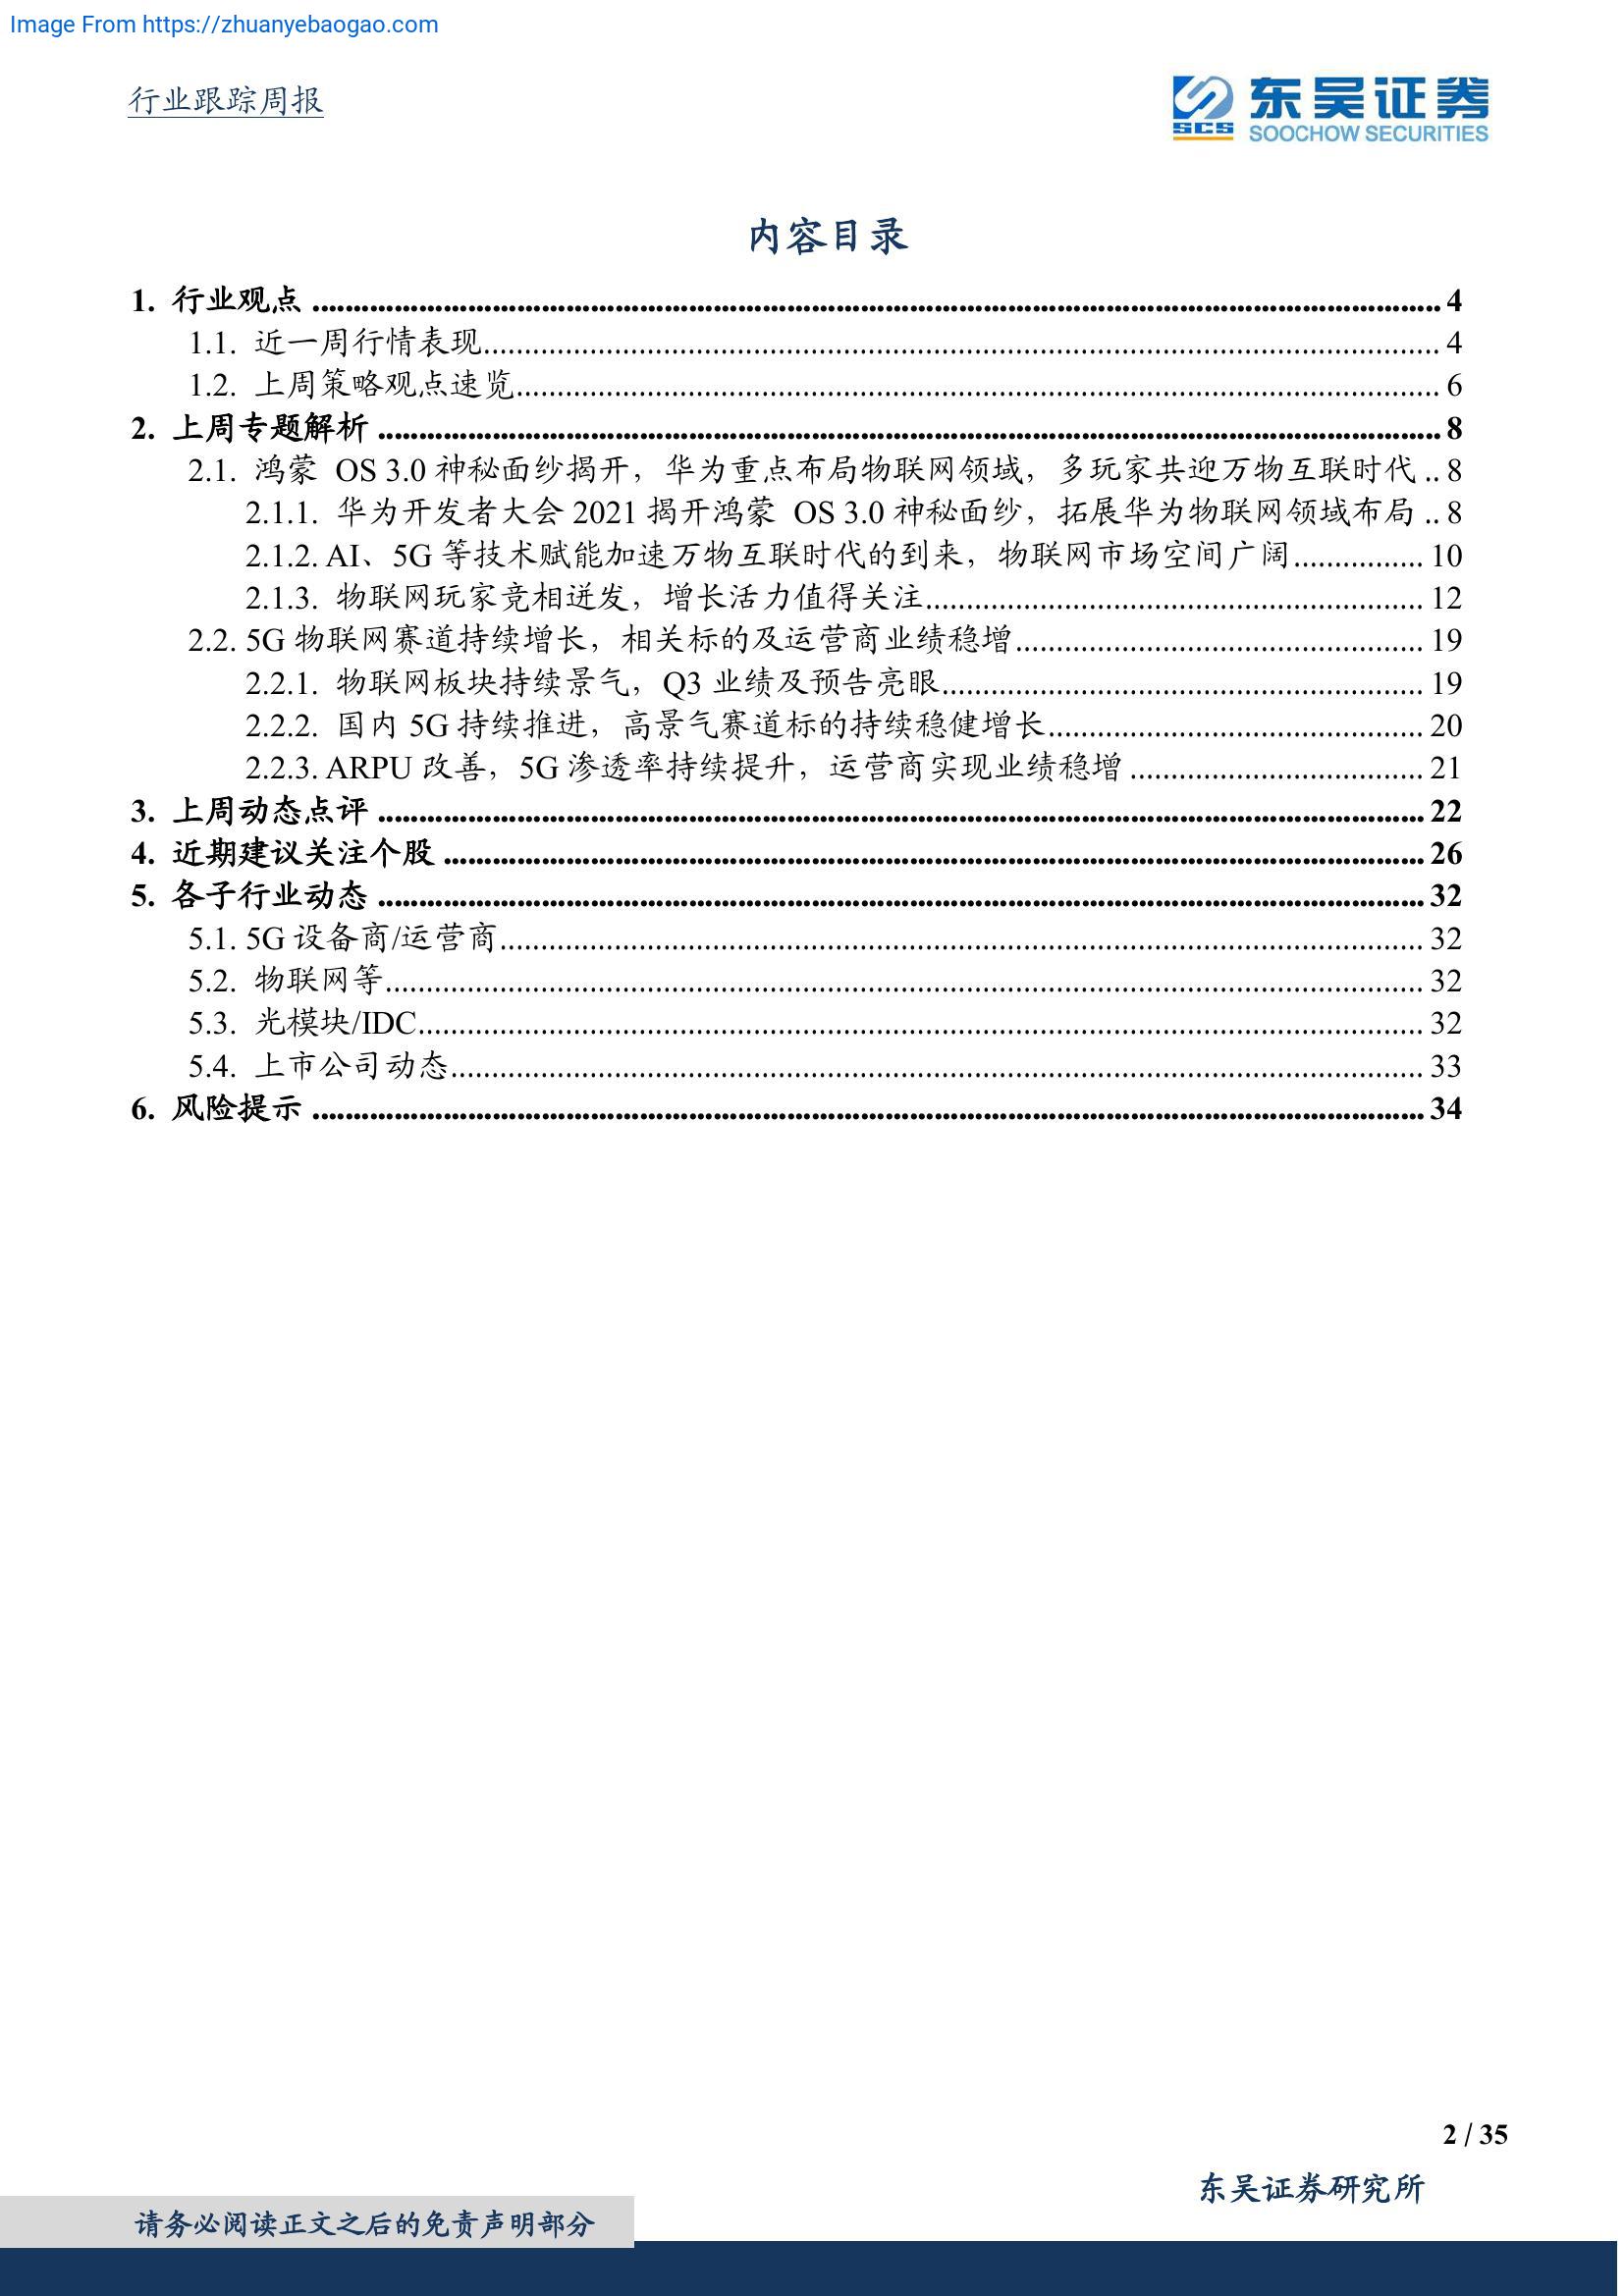 Image From https://zhuanyebaogao.com
行业跟踪周报
SCS
东吴证券
SOOCHOW SECURITIES
内容目录
1. 行业观点 ........ 4
1.1. 近一周行情表现 ........ 4
1.2. 上周策略观点速览 ........ 6
2. 上周专题解析 ........ 8
2.1. 鸿蒙 OS 3.0 神秘面纱揭开，华为重点布局物联网领域，多玩家共迎万物互联时代 .. 8
2.1.1. 华为开发者大会 2021 揭开鸿蒙 OS 3.0 神秘面纱，拓展华为物联网领域布局 .. 8
2.1.2. AI、5G 等技术赋能加速万物互联时代的到来，物联网市场空间广阔 ........ 10
2.1.3. 物联网玩家竞相迸发，增长活力值得关注 ........ 12
2.2. 5G 物联网赛道持续增长，相关标的及运营商业绩稳增 ........ 19
2.2.1. 物联网板块持续景气，Q3 业绩及预告亮眼 ........ 19
2.2.2. 国内 5G 持续推进，高景气赛道标的持续稳健增长 ........ 20
2.2.3. ARPU 改善，5G 渗透率持续提升，运营商实现业绩稳增 ........ 21
3. 上周动态点评 ........ 22
4. 近期建议关注个股 ........ 26
5. 各子行业动态 ........ 32
5.1. 5G 设备商/运营商 ........ 32
5.2. 物联网等 ........ 32
5.3. 光模块/IDC ........ 32
5.4. 上市公司动态 ........ 33
6. 风险提示 ........ 34
2 / 35
东吴证券研究所
请务必阅读正文之后的免责声明部分